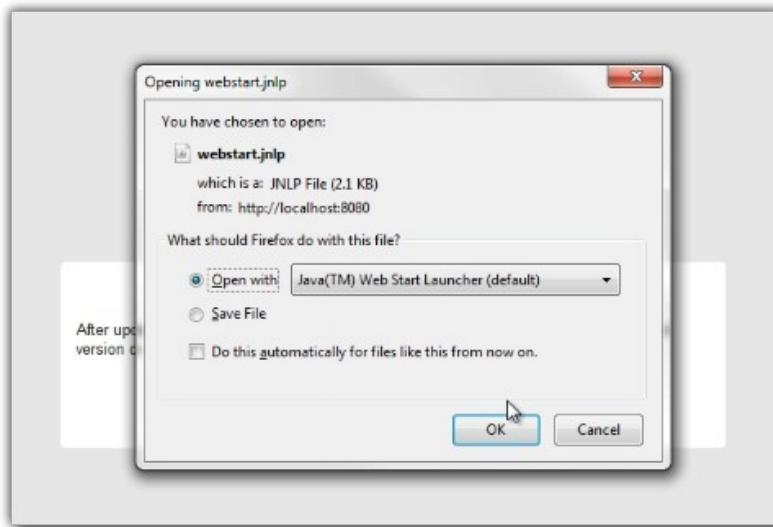 Opening webstart.jnlp
You have chosen to open:
webstart.jnlp
which is a: JNLP File (2.1 KB)
from: http://localhost:8080
What should Firefox do with this file?
Open with Java(TM) Web Start Launcher (default)
Save File
Do this automatically for files like this from now on.
After
version
OK Cancel